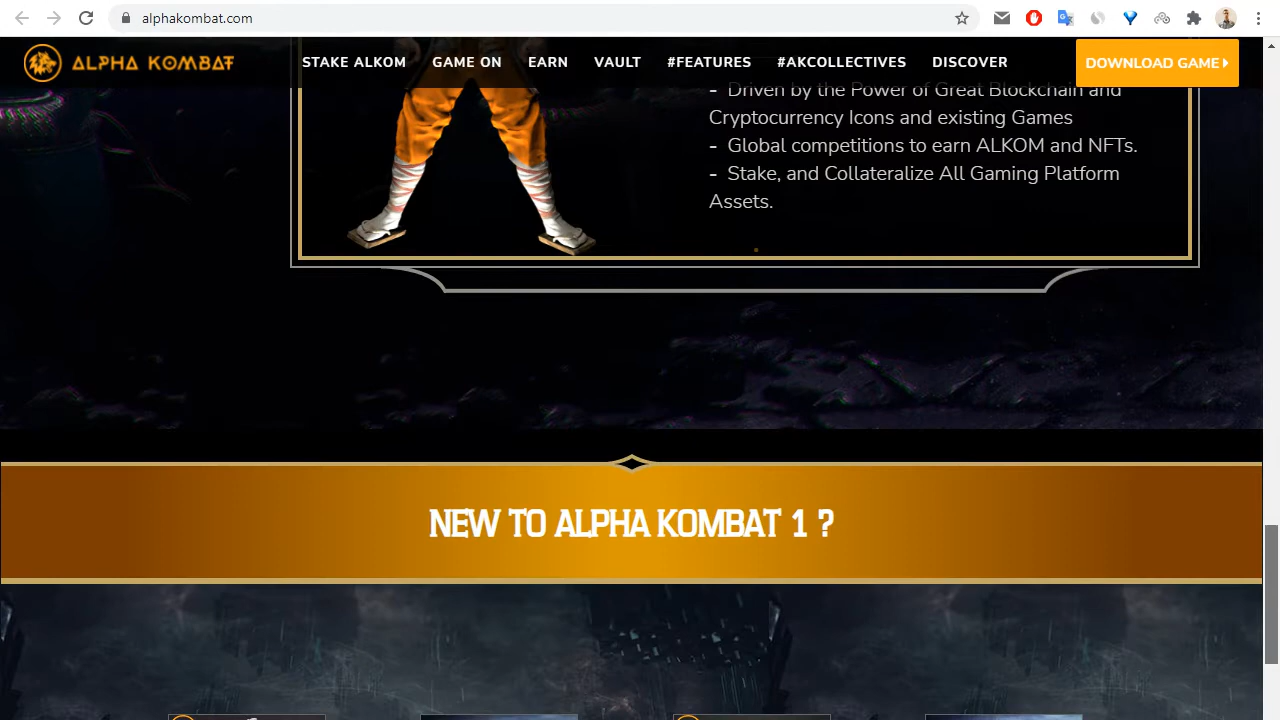 alphakombat.com
ALPHA KOMBAT
STAKE ALKOM GAME ON EARN VAULT #FEATURES #AKCOLLECTIVES DISCOVER DOWNLOAD GAME
- Driven by the Power of Great Blockchain and
Cryptocurrency Icons and existing Games
- Global competitions to earn ALKOM and NFTs.
- Stake, and Collateralize All Gaming Platform
Assets.
NEW TO ALPHA KOMBAT 1 ?